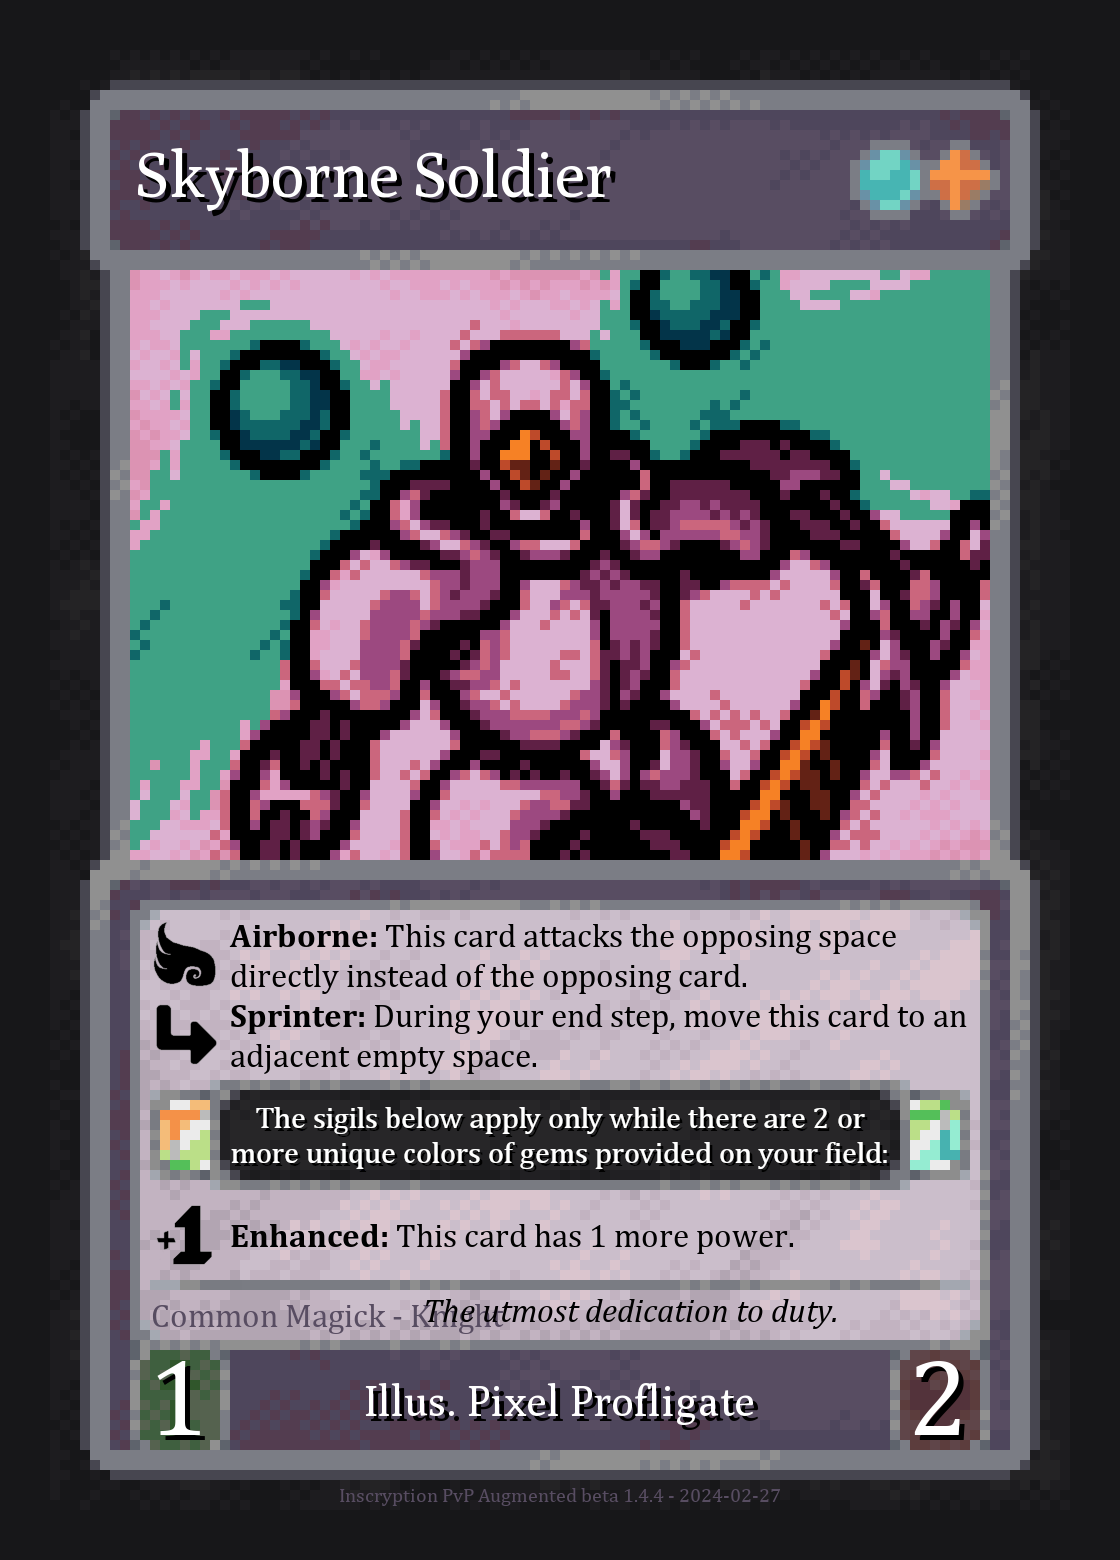 Skyborne Soldier
Airborne: This card attacks the opposing space
directly instead of the opposing card.
Sprinter: During your end step, move this card to an
adjacent empty space.
The sigils below apply only while there are 2 or
more unique colors of gems provided on your field:
+1 Enhanced: This card has 1 more power.
Common Magick - Knight
The utmost dedication to duty.
1
Illus. Pixel Profligate
2
Inscryption PvP Augmented beta 1.4.4 - 2024-02-27